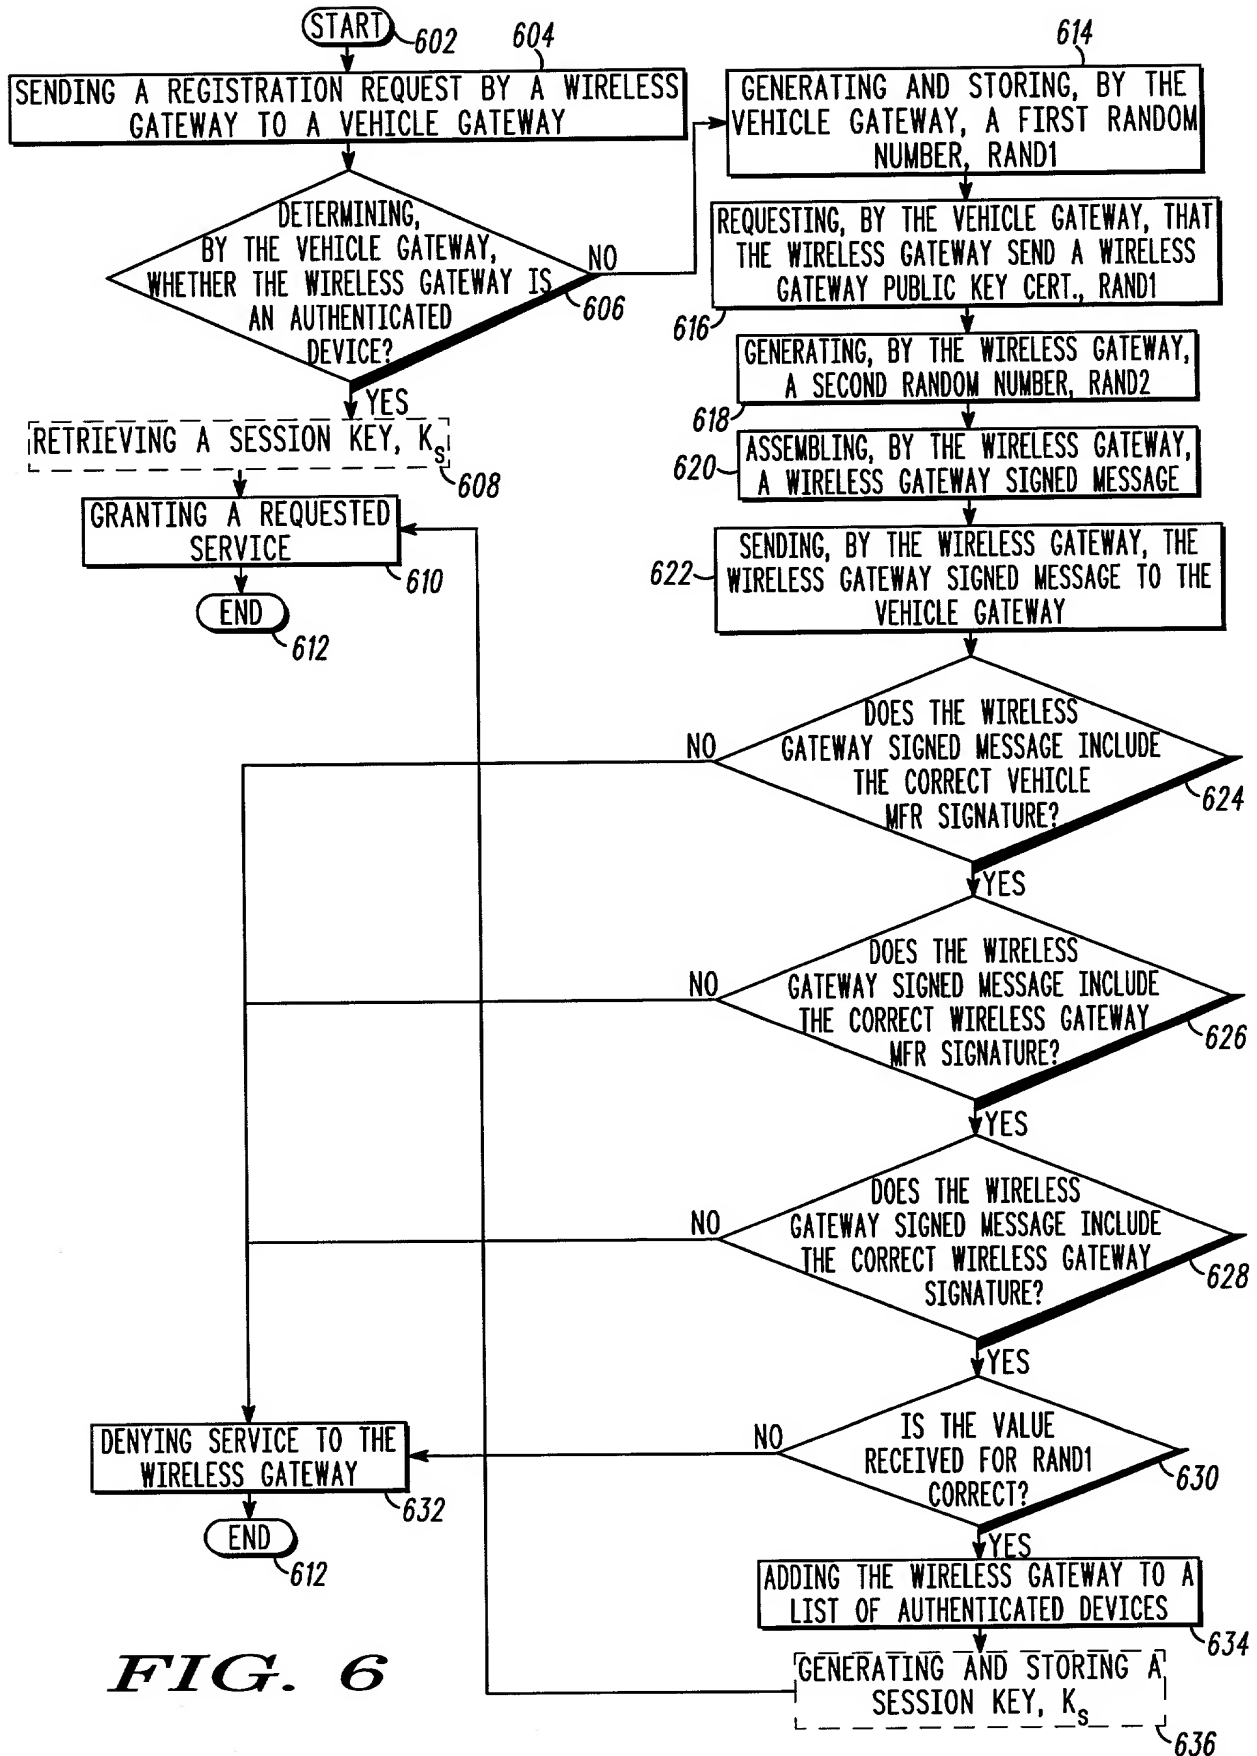 START
602
604
SENDING A REGISTRATION REQUEST BY A WIRELESS
GATEWAY TO A VEHICLE GATEWAY
DETERMINING,
BY THE VEHICLE GATEWAY,
WHETHER THE WIRELESS GATEWAY IS
AN AUTHENTICATED
DEVICE?
606
NO
YES
RETRIEVING A SESSION KEY, Ks
608
GRANTING A REQUESTED
SERVICE
610
END
612
614
GENERATING AND STORING, BY THE
VEHICLE GATEWAY, A FIRST RANDOM
NUMBER, RAND1
REQUESTING, BY THE VEHICLE GATEWAY, THAT
THE WIRELESS GATEWAY SEND A WIRELESS
GATEWAY PUBLIC KEY CERT., RAND1
616
GENERATING, BY THE WIRELESS GATEWAY,
A SECOND RANDOM NUMBER, RAND2
618
620
ASSEMBLING, BY THE WIRELESS GATEWAY,
A WIRELESS GATEWAY SIGNED MESSAGE
622
SENDING, BY THE WIRELESS GATEWAY, THE
WIRELESS GATEWAY SIGNED MESSAGE TO THE
VEHICLE GATEWAY
DOES THE WIRELESS
GATEWAY SIGNED MESSAGE INCLUDE
THE CORRECT VEHICLE
MFR SIGNATURE?
624
NO
YES
DOES THE WIRELESS
GATEWAY SIGNED MESSAGE INCLUDE
THE CORRECT WIRELESS GATEWAY
MFR SIGNATURE?
626
NO
YES
DOES THE WIRELESS
GATEWAY SIGNED MESSAGE INCLUDE
THE CORRECT WIRELESS GATEWAY
SIGNATURE?
628
NO
YES
IS THE VALUE
RECEIVED FOR RAND1
CORRECT?
630
NO
YES
DENYING SERVICE TO THE
WIRELESS GATEWAY
632
END
612
ADDING THE WIRELESS GATEWAY TO A
LIST OF AUTHENTICATED DEVICES
634
GENERATING AND STORING A
SESSION KEY, Ks
636
FIG. 6